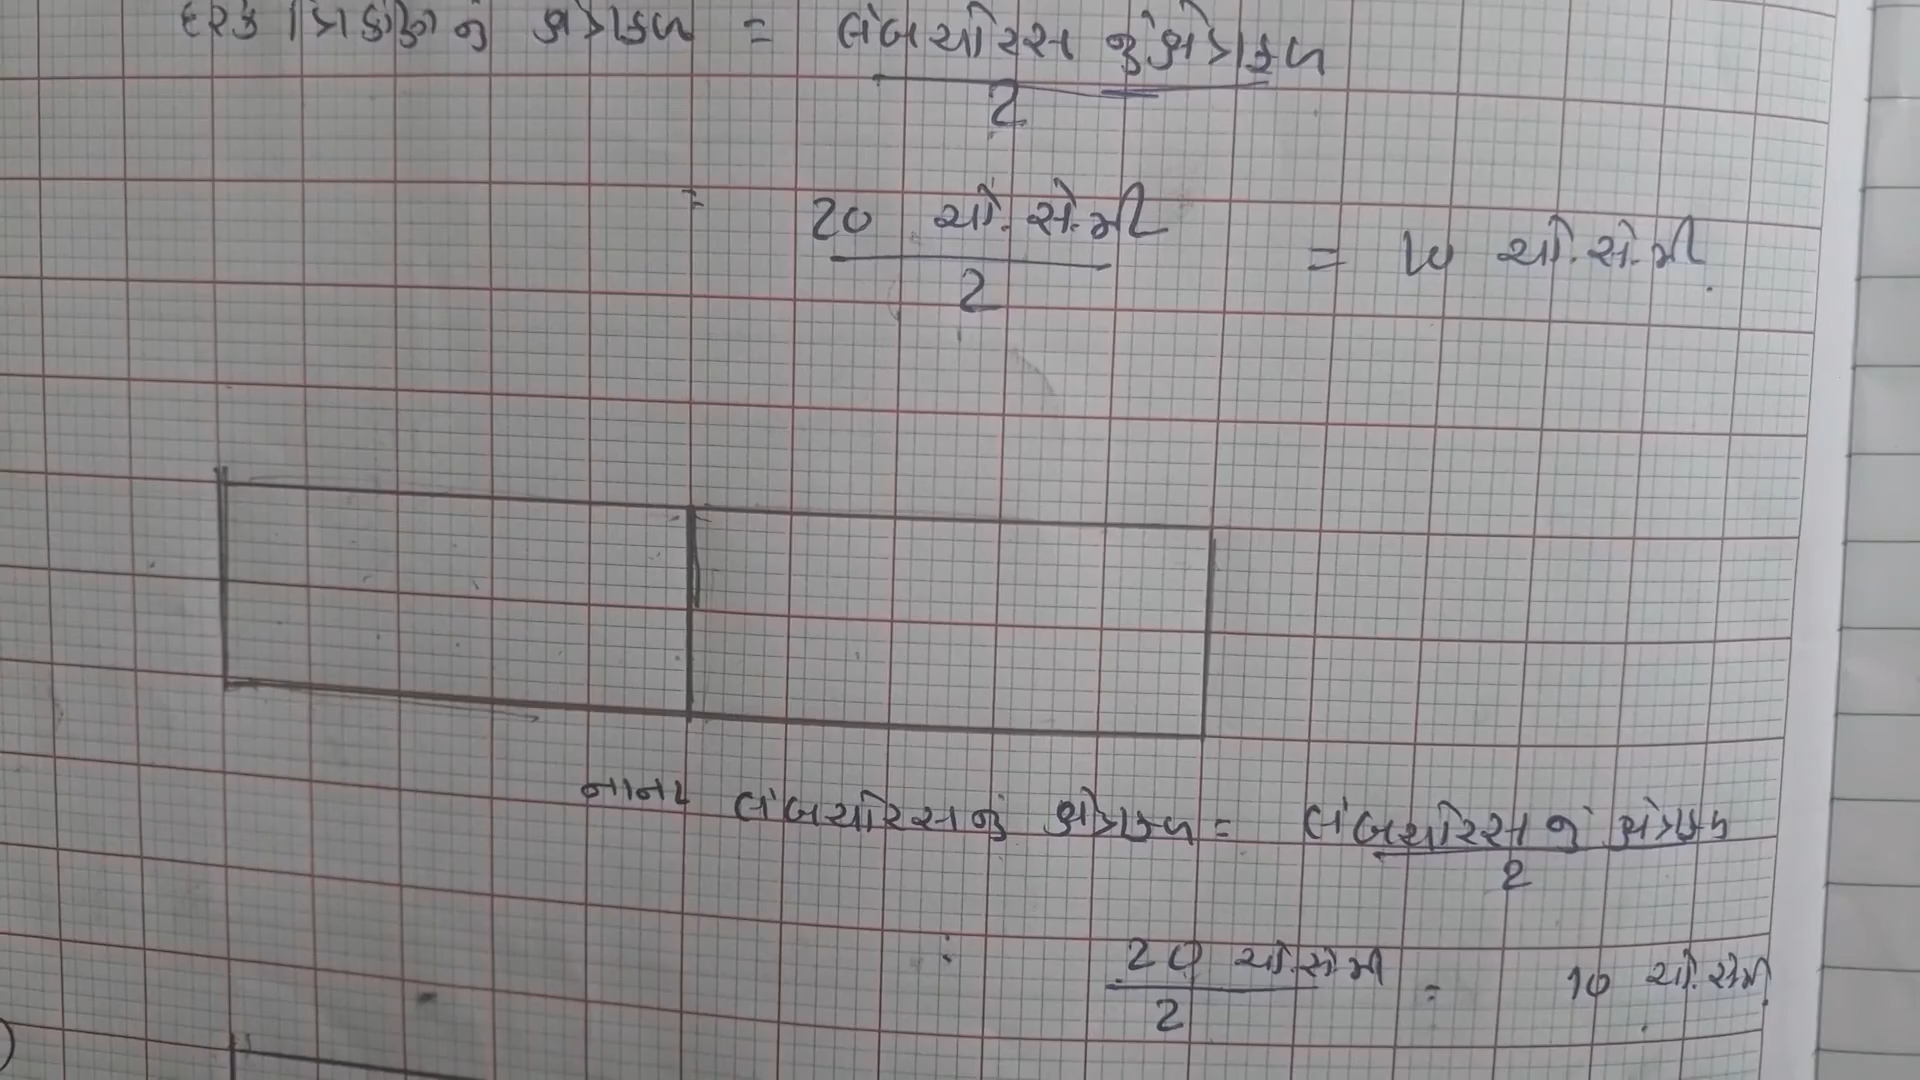 દરેક ત્રિકોણનું ક્ષેત્રફળ = લંબચોરસનું ક્ષેત્રફળ
2
= 20 ચો.સે.મી = 10 ચો.સે.મી.
2
નાના લંબચોરસનું ક્ષેત્રફળ = લંબચોરસનું ક્ષેત્રફળ
2
= 20 ચો.સે.મી = 10 ચો.સે.મી
2